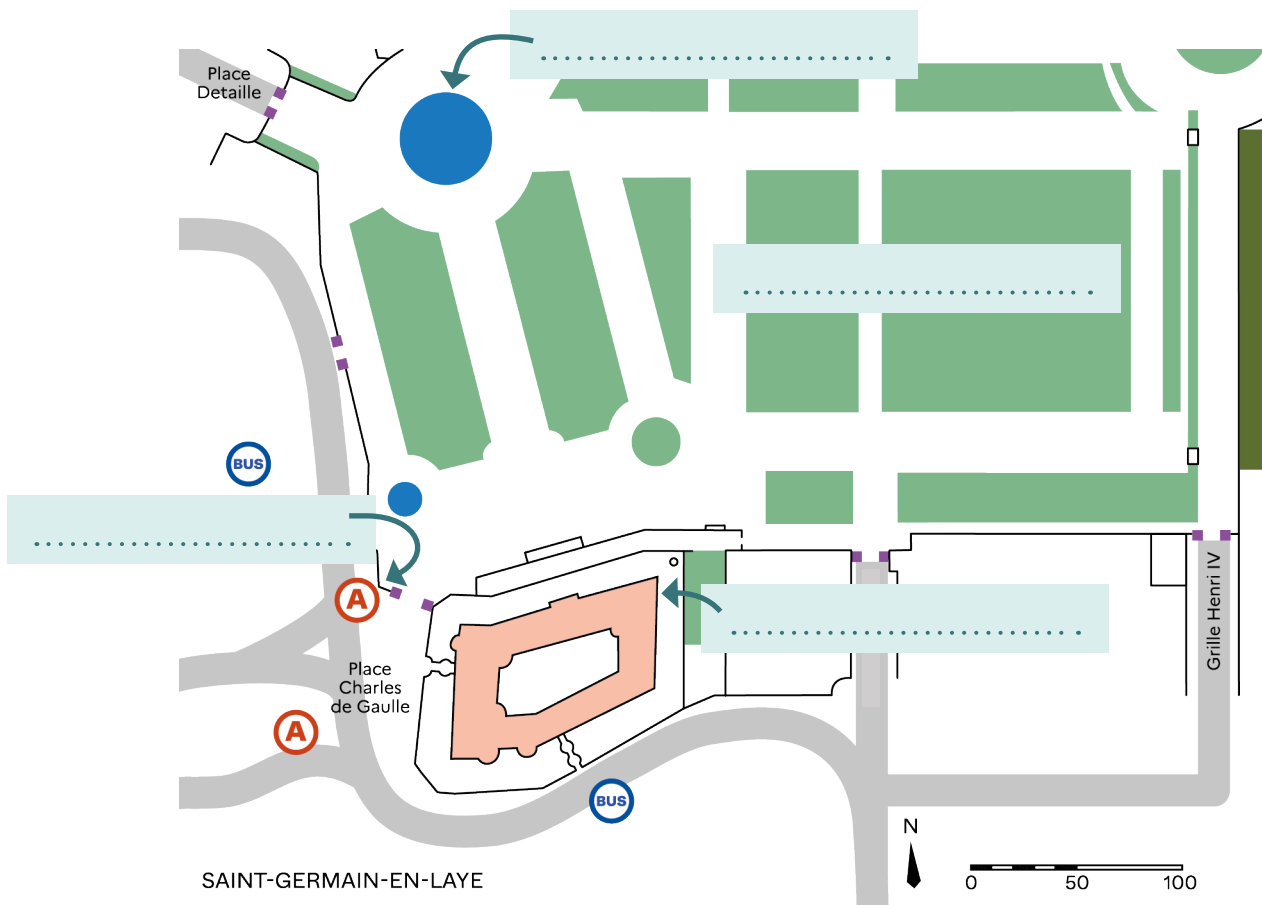 Place
Detaille
BUS
A
Place
Charles
de Gaulle
A
BUS
Grille Henri IV
N
SAINT-GERMAIN-EN-LAYE
0 50 100